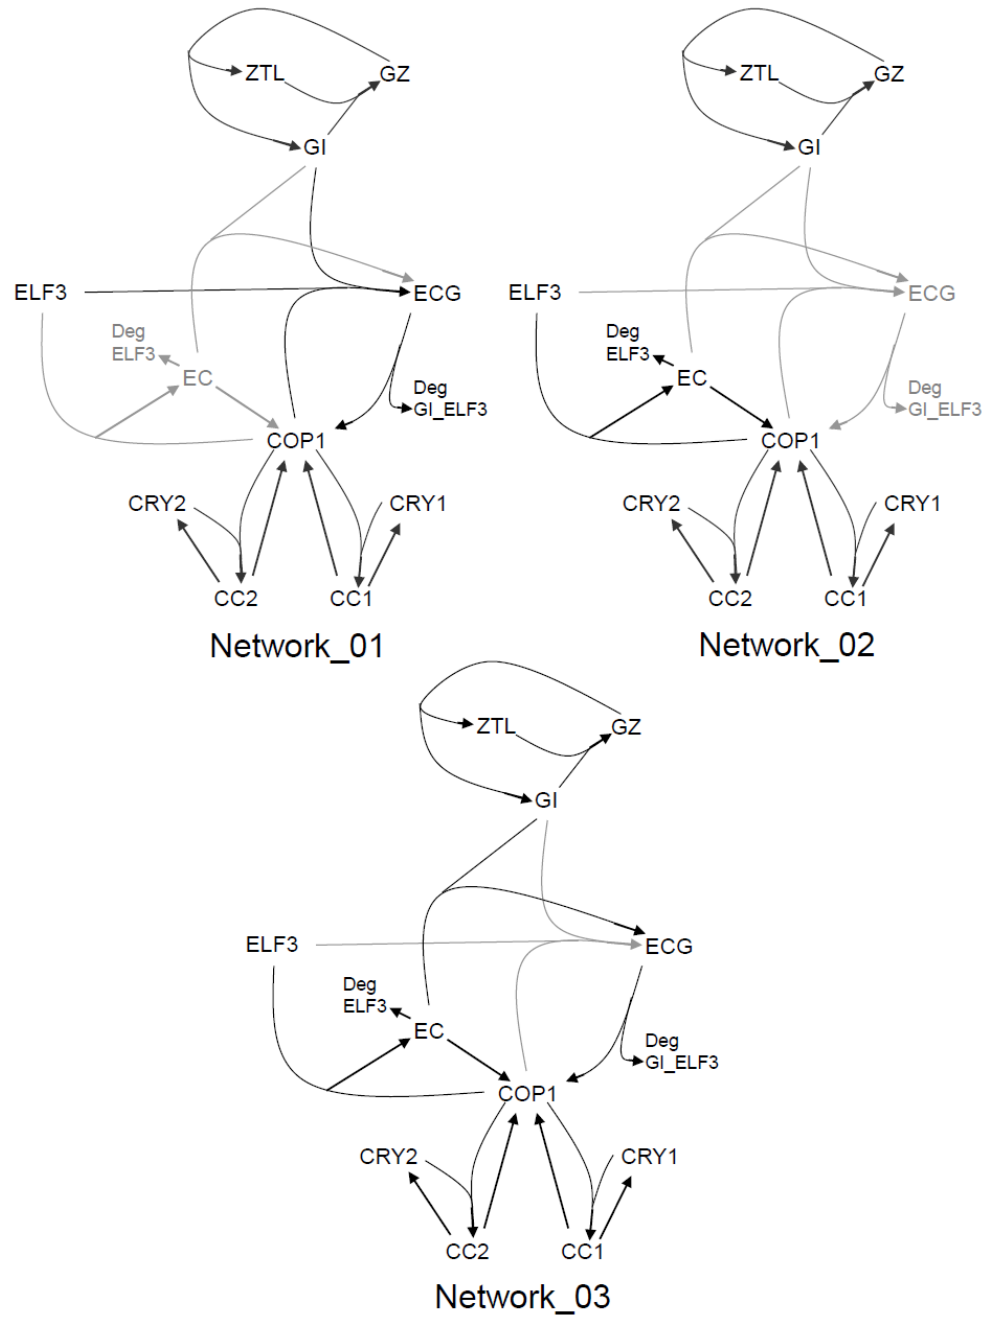 ZTL
GZ
GI
ELF3
ECG
Deg
ELF3
EC
Deg
GI_ELF3
COP1
CRY2
CRY1
CC2
CC1
Network_01
ZTL
GZ
GI
ELF3
ECG
Deg
ELF3
EC
Deg
GI_ELF3
COP1
CRY2
CRY1
CC2
CC1
Network_02
ZTL
GZ
GI
ELF3
ECG
Deg
ELF3
EC
Deg
GI_ELF3
COP1
CRY2
CRY1
CC2
CC1
Network_03